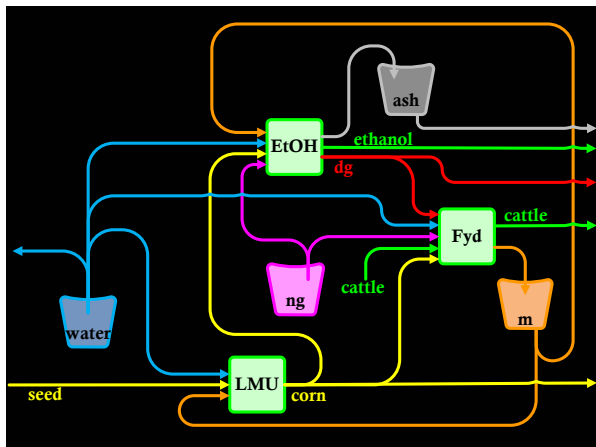 ash
ethanol
EtOH
dg
cattle
Fyd
ng
cattle
m
water
seed
LMU
corn